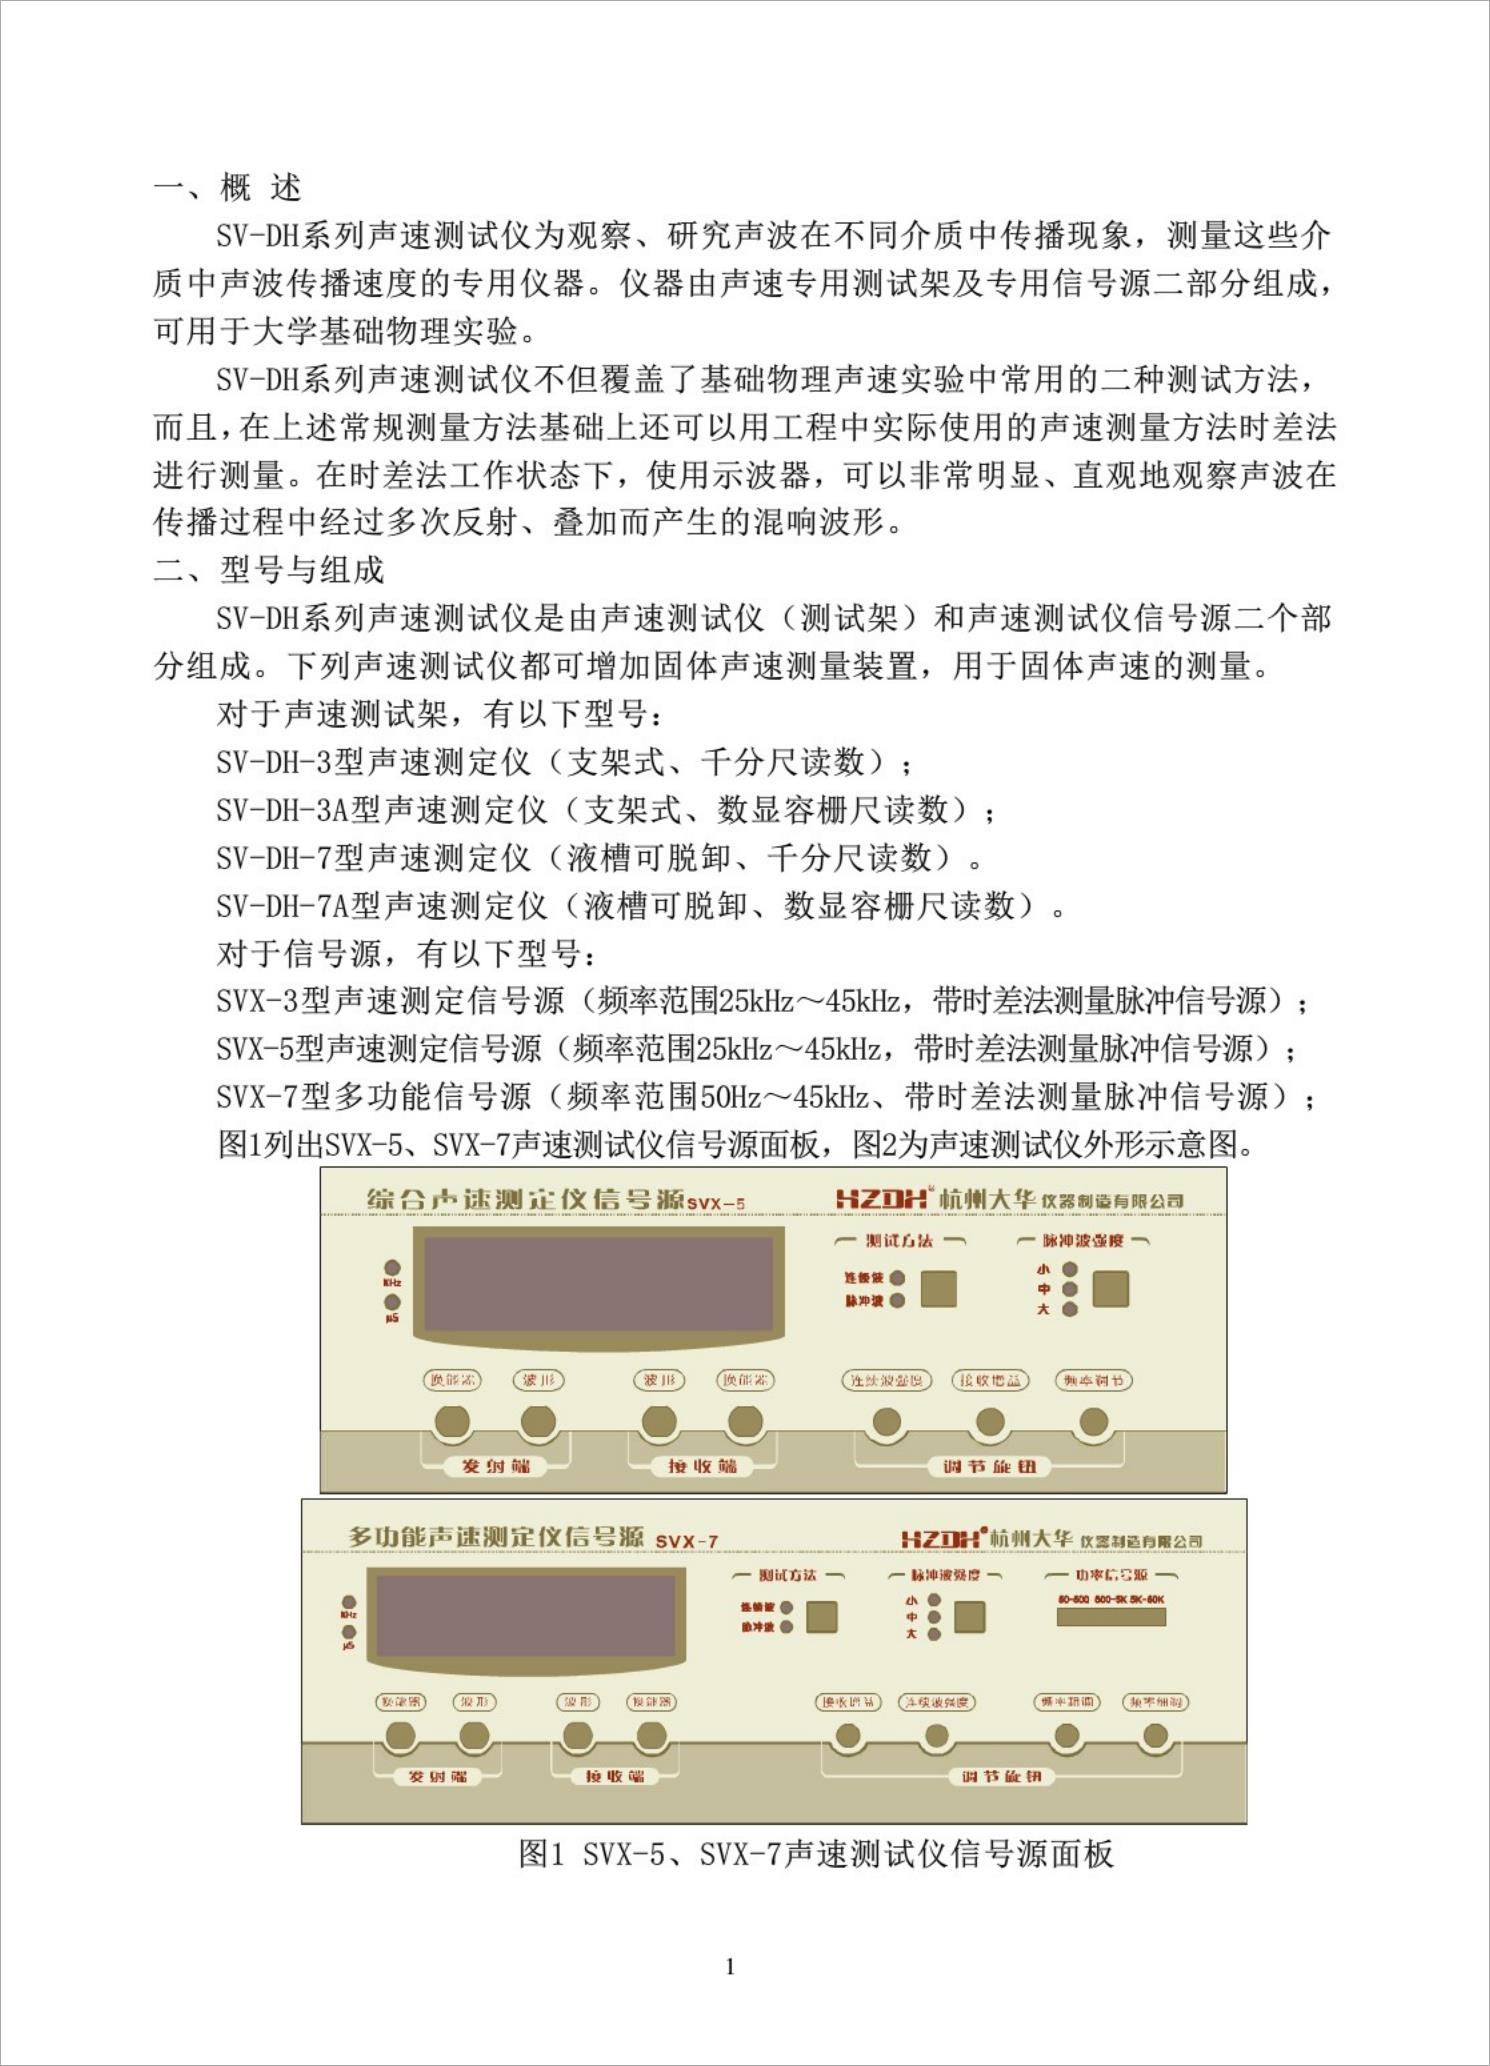 一、概 述
SV-DH系列声速测试仪为观察、研究声波在不同介质中传播现象，测量这些介
质中声波传播速度的专用仪器。仪器由声速专用测试架及专用信号源二部分组成，
可用于大学基础物理实验。
SV-DH系列声速测试仪不但覆盖了基础物理声速实验中常用的二种测试方法，
而且,在上述常规测量方法基础上还可以用工程中实际使用的声速测量方法时差法
进行测量。在时差法工作状态下，使用示波器，可以非常明显、直观地观察声波在
传播过程中经过多次反射、叠加而产生的混响波形。
二、型号与组成
SV-DH系列声速测试仪是由声速测试仪（测试架）和声速测试仪信号源二个部
分组成。下列声速测试仪都可增加固体声速测量装置，用于固体声速的测量。
对于声速测试架，有以下型号：
SV-DH-3型声速测定仪（支架式、千分尺读数）；
SV-DH-3A型声速测定仪（支架式、数显容栅尺读数）；
SV-DH-7型声速测定仪（液槽可脱卸、千分尺读数）。
SV-DH-7A型声速测定仪（液槽可脱卸、数显容栅尺读数）。
对于信号源，有以下型号：
SVX-3型声速测定信号源（频率范围25kHz～45kHz，带时差法测量脉冲信号源）；
SVX-5型声速测定信号源（频率范围25kHz～45kHz，带时差法测量脉冲信号源）；
SVX-7型多功能信号源（频率范围50Hz～45kHz、带时差法测量脉冲信号源）；
图1列出SVX-5、SVX-7声速测试仪信号源面板，图2为声速测试仪外形示意图。
综合声速测定仪信号源SVX-5 HZDH®杭州大华仪器制造有限公司
测试方法 脉冲波强度
KHz
μS
连续波
脉冲波
小
中
大
换能器 波形 波形 换能器 连续波强度 接收增益 频率调节
发射端 接收端 调节旋钮
多功能声速测定仪信号源 SVX-7 HZDH®杭州大华 仪器制造有限公司
测试方法 脉冲波强度 功率信号源
KHz
μS
连续波
脉冲波
小
中
大
50-500 500-5K 5K-50K
换能器 波形 波形 换能器 接收增益 连续波强度 频率粗调 频率细调
发射端 接收端 调节旋钮
图1 SVX-5、SVX-7声速测试仪信号源面板
1